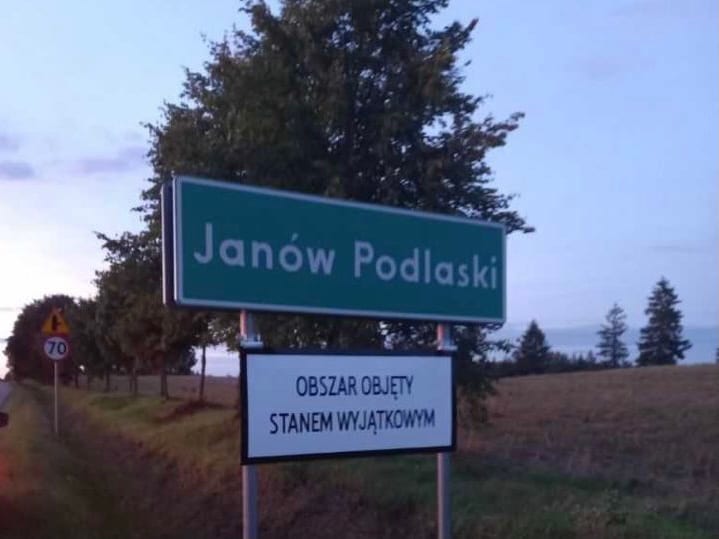 Janów Podlaski
OBSZAR OBJĘTY
STANEM WYJĄTKOWYM
70